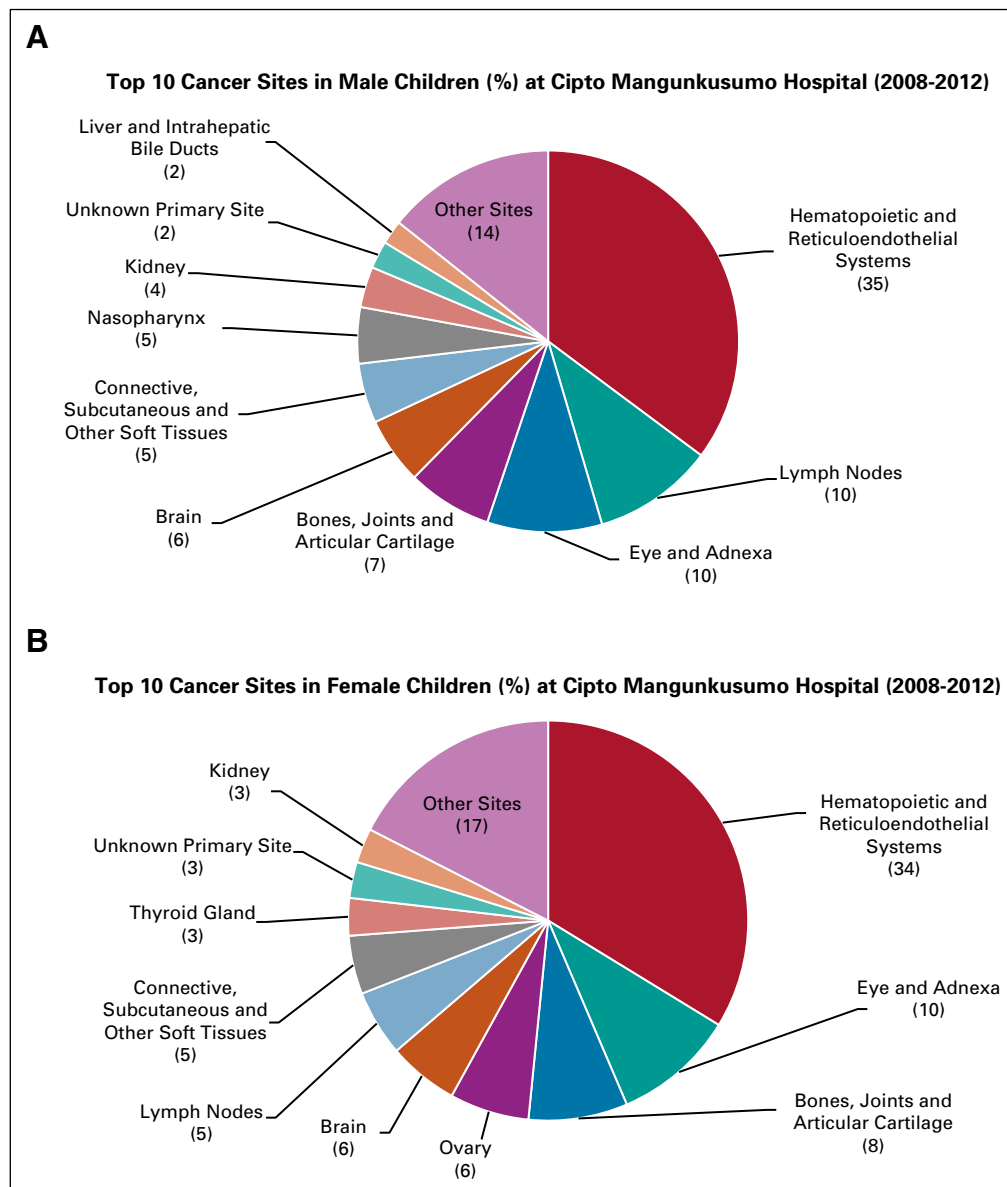 A
Top 10 Cancer Sites in Male Children (%) at Cipto Mangunkusumo Hospital (2008-2012)
Liver and Intrahepatic
Bile Ducts
(2)
Unknown Primary Site
(2)
Kidney
(4)
Nasopharynx
(5)
Connective,
Subcutaneous and
Other Soft Tissues
(5)
Brain
(6)
Bones, Joints and
Articular Cartilage
(7)
Other Sites
(14)
Hematopoietic and
Reticuloendothelial
Systems
(35)
Lymph Nodes
(10)
Eye and Adnexa
(10)
B
Top 10 Cancer Sites in Female Children (%) at Cipto Mangunkusumo Hospital (2008-2012)
Kidney
(3)
Unknown Primary Site
(3)
Thyroid Gland
(3)
Connective,
Subcutaneous and
Other Soft Tissues
(5)
Lymph Nodes
(5)
Brain
(6)
Ovary
(6)
Other Sites
(17)
Hematopoietic and
Reticuloendothelial
Systems
(34)
Eye and Adnexa
(10)
Bones, Joints and
Articular Cartilage
(8)